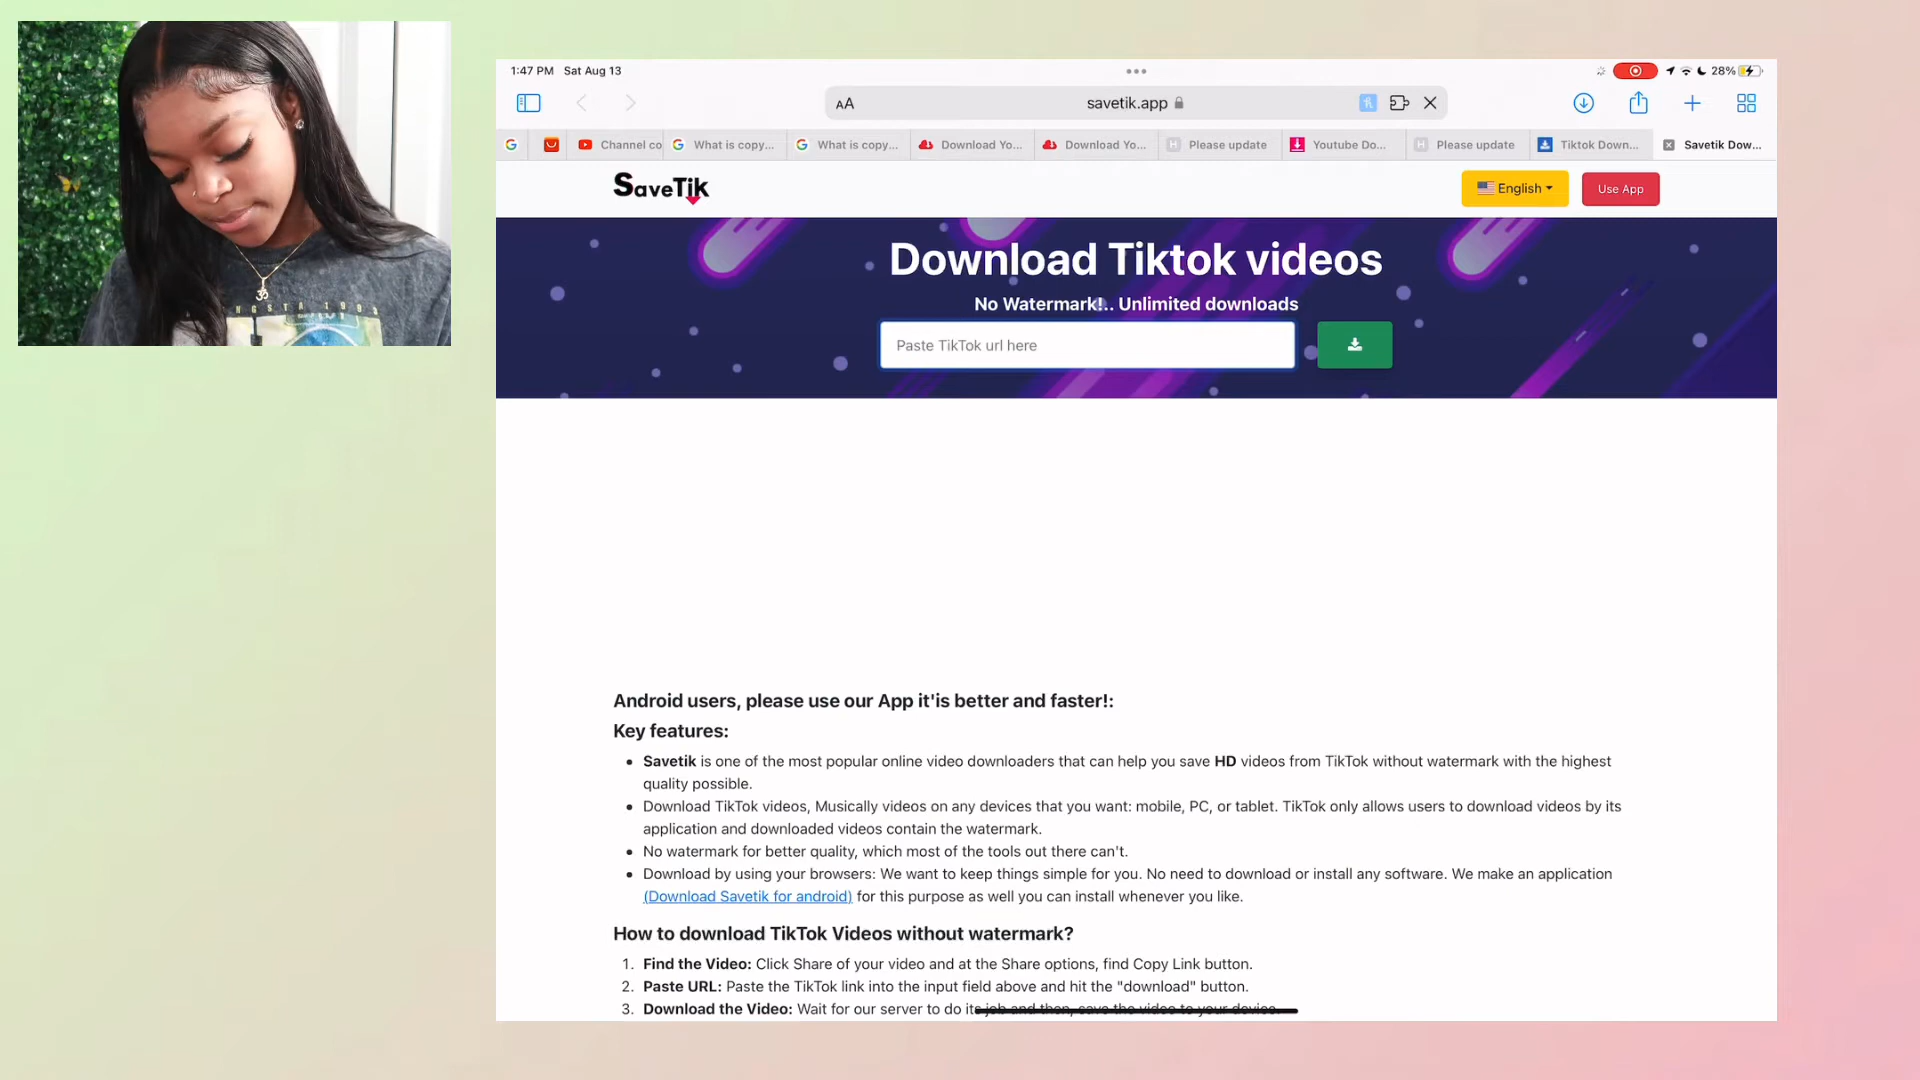 1:47 PM Sat Aug 13
28%
AA
savetik.app
Channel co
What is copy...
What is copy...
Download Yo...
Download Yo...
Please update
Youtube Do...
Please update
Tiktok Down...
Savetik Dow...
SaveTik
English
Use App
Download Tiktok videos
No Watermark!.. Unlimited downloads
Paste TikTok url here
Android users, please use our App it'is better and faster!:
Key features:
Savetik is one of the most popular online video downloaders that can help you save HD videos from TikTok without watermark with the highest
quality possible.
Download TikTok videos, Musically videos on any devices that you want: mobile, PC, or tablet. TikTok only allows users to download videos by its
application and downloaded videos contain the watermark.
No watermark for better quality, which most of the tools out there can't.
Download by using your browsers: We want to keep things simple for you. No need to download or install any software. We make an application
(Download Savetik for android) for this purpose as well you can install whenever you like.
How to download TikTok Videos without watermark?
1. Find the Video: Click Share of your video and at the Share options, find Copy Link button.
2. Paste URL: Paste the TikTok link into the input field above and hit the "download" button.
3. Download the Video: Wait for our server to do its job and then, save the video to your device.